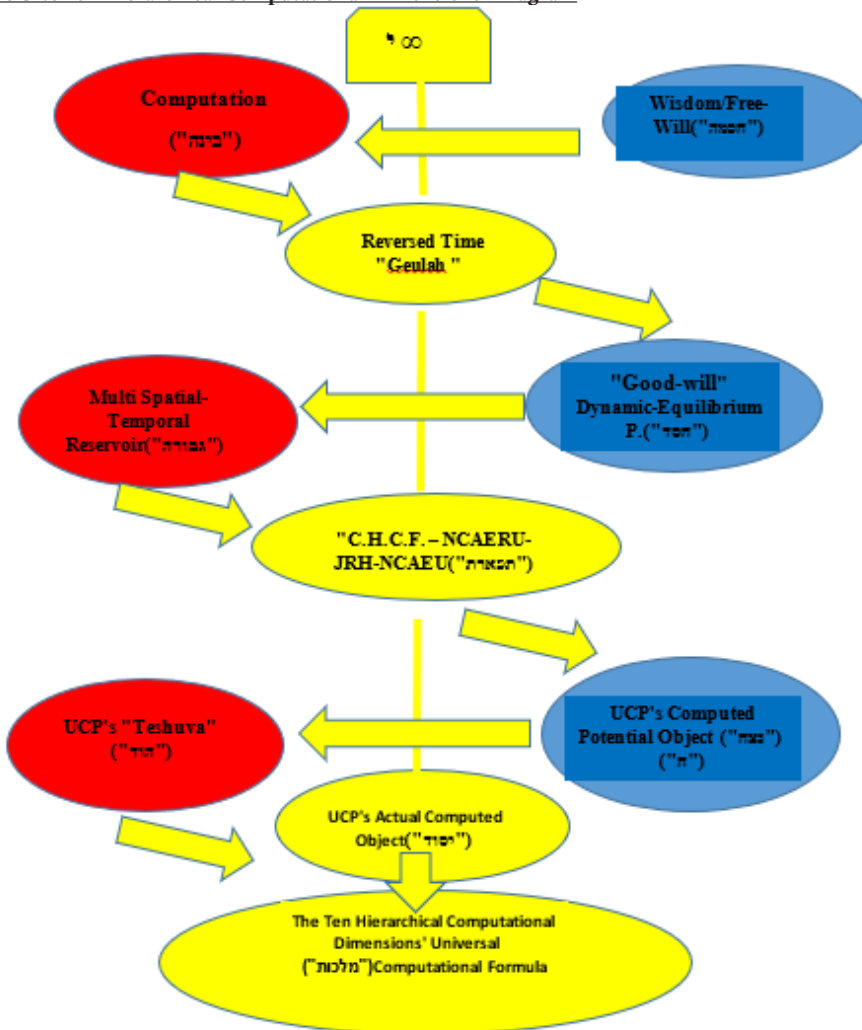 Hierarchical Computational
י ∞
Computation
("בינה")
Wisdom/Free-
Will("חכמה")
Reversed Time
"Geulah "
Multi Spatial-
Temporal
Reservoir("גבורה")
"Good-will"
Dynamic-Equilibrium
P.("חסד")
"C.H.C.F. – NCAERU-
JRH-NCAEU("תפארת")
UCP's "Teshuva"
("הוד")
UCP's Computed
Potential Object ("נצח")
("ח")
UCP's Actual Computed
Object("יסוד")
The Ten Hierarchical Computational
Dimensions' Universal
("מלכות")Computational Formula